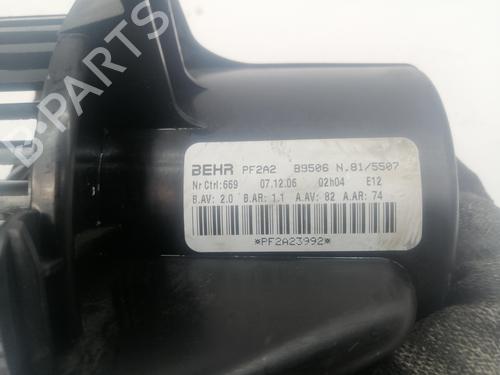 BEHR PF2A2 B9506 N.81/5507
Nr Ctrl:669 07.12.06 02h04 E12
B.AV: 2.0 B.AR: 1.1 A.AV: 82 A.AR: 74
*PF2A23992*
B-PARTS